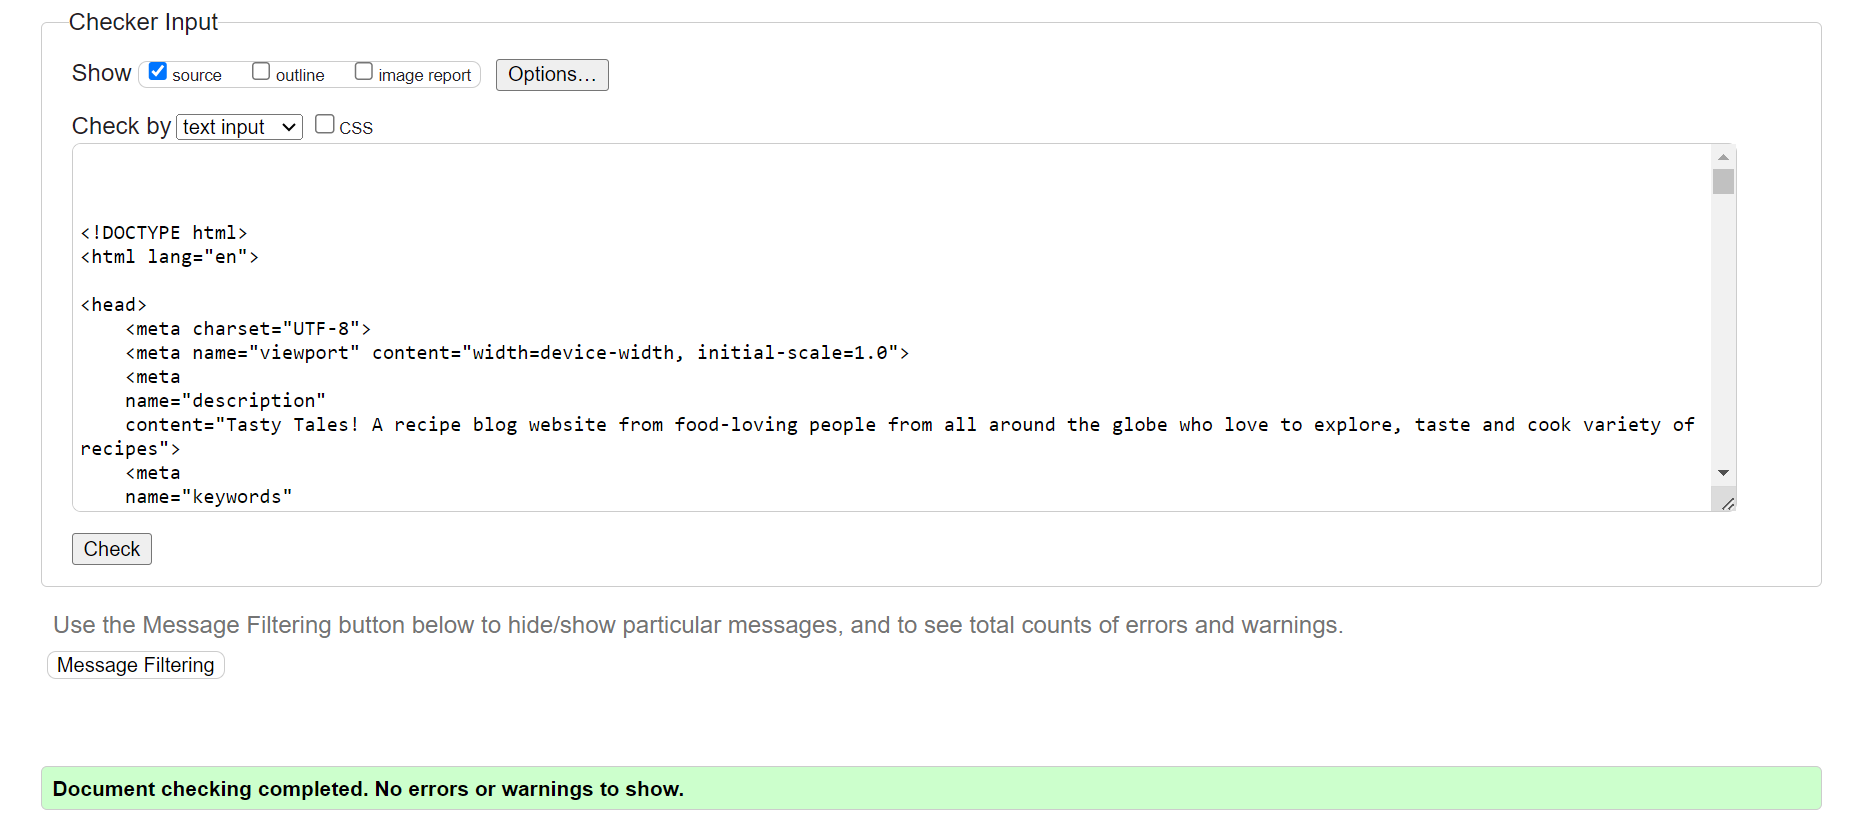 Checker Input
Show source outline image report Options...
Check by text input CSS
<!DOCTYPE html>
<html lang="en">
<head>
    <meta charset="UTF-8">
    <meta name="viewport" content="width=device-width, initial-scale=1.0">
    <meta
    name="description"
    content="Tasty Tales! A recipe blog website from food-loving people from all around the globe who love to explore, taste and cook variety of
recipes">
    <meta
    name="keywords"
Check
Use the Message Filtering button below to hide/show particular messages, and to see total counts of errors and warnings.
Message Filtering
Document checking completed. No errors or warnings to show.